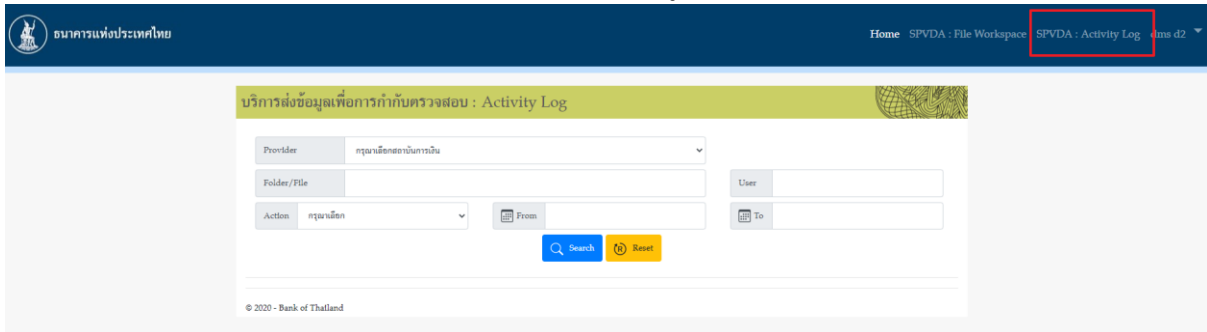 ธนาคารแห่งประเทศไทย
Home SPVDA : File Workspace SPVDA : Activity Log dms d2
บริการส่งข้อมูลเพื่อการกำกับตรวจสอบ : Activity Log
Provider กรุณาเลือกสถาบันการเงิน
Folder/File User
Action กรุณาเลือก From To
Search Reset
© 2020 - Bank of Thailand